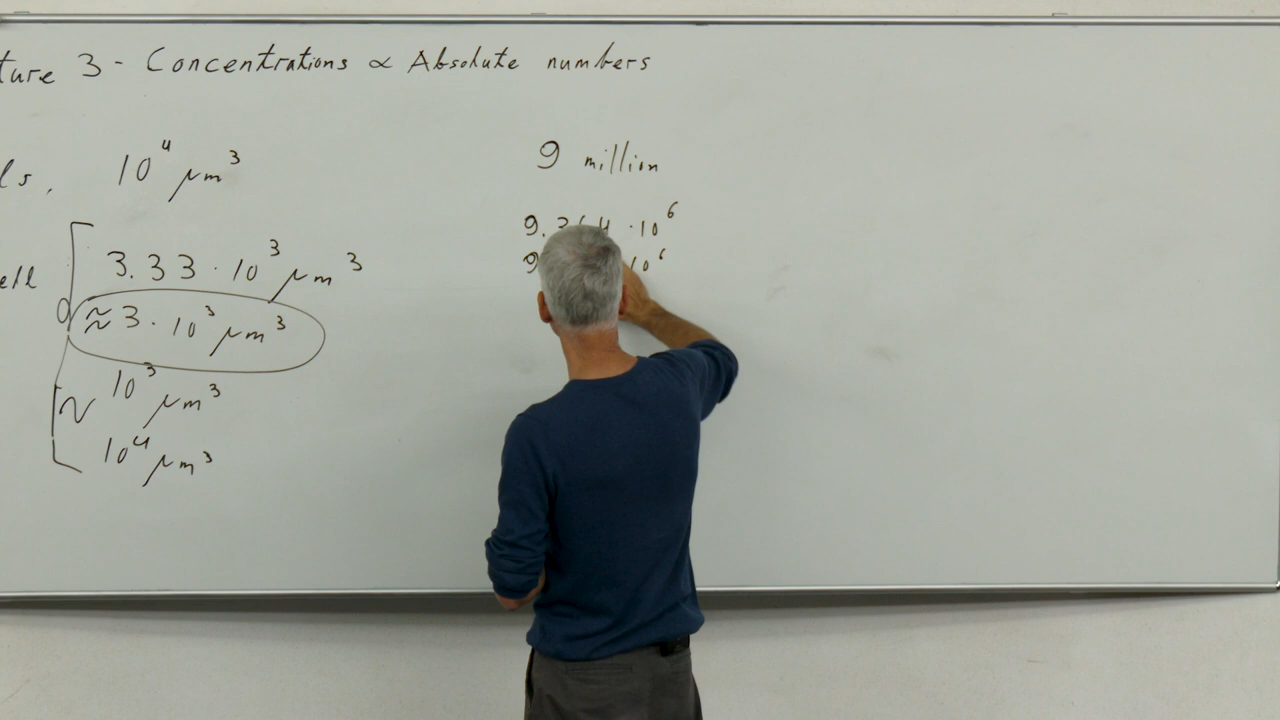 ture 3 - Concentrations ∝ Absolute numbers
ls, 10⁴ μm³
ell
3.33 · 10³ μm³
≈ 3 · 10³ μm³
~ 10³ μm³
10⁴ μm³
9 million
9.364 · 10⁶
9 10⁶